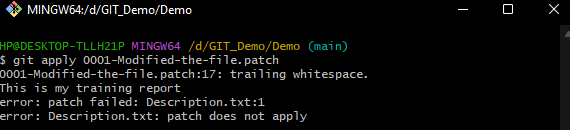 MINGW64:/d/GIT_Demo/Demo
HP@DESKTOP-TLLH21P MINGW64 /d/GIT_Demo/Demo (main)
$ git apply 0001-Modified-the-file.patch
0001-Modified-the-file.patch:17: trailing whitespace.
This is my training report
error: patch failed: Description.txt:1
error: Description.txt: patch does not apply